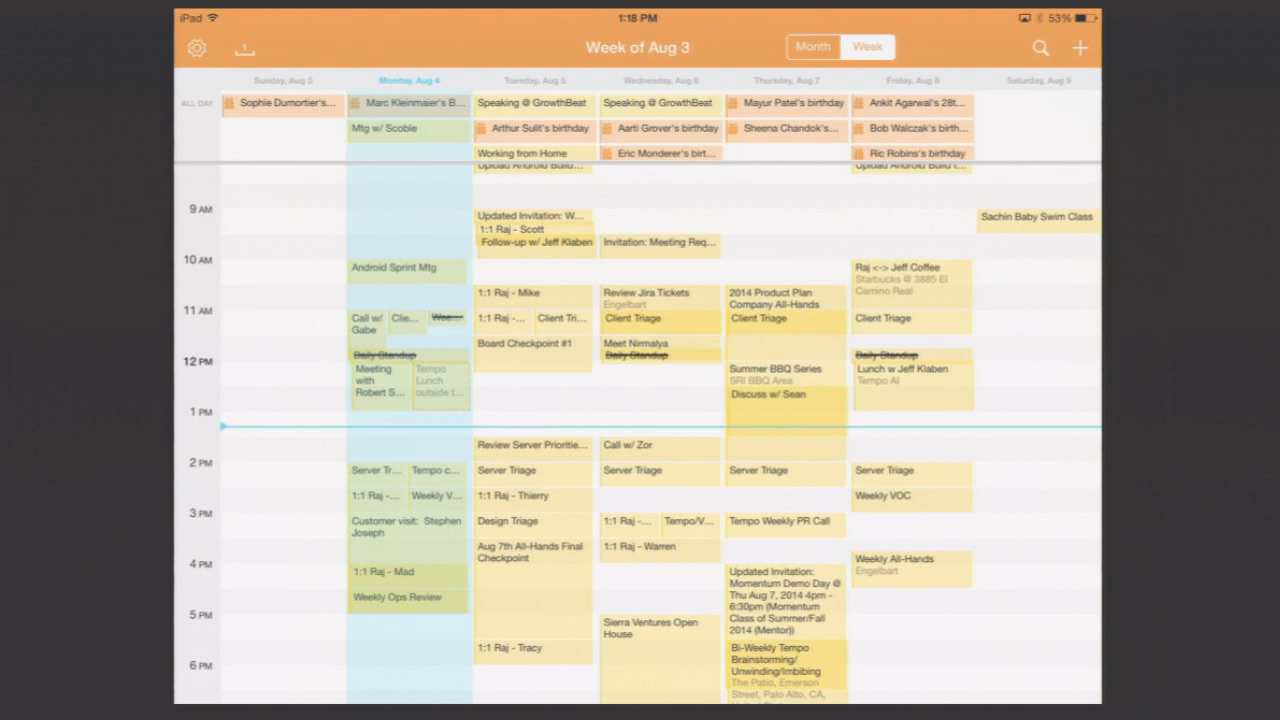 iPad
1:18 PM
53%
1
Week of Aug 3
Month
Week
Sunday, Aug 3
Monday, Aug 4
Tuesday, Aug 5
Wednesday, Aug 6
Thursday, Aug 7
Friday, Aug 8
Saturday, Aug 9
ALL DAY
Sophie Dumortier's...
Marc Kleinmaier's B...
Speaking @ GrowthBeat
Speaking @ GrowthBeat
Mayur Patel's birthday
Ankit Agarwal's 28t...
Mtg w/ Scoble
Arthur Sulit's birthday
Aarti Grover's birthday
Sheena Chandok's...
Bob Walczak's birth...
Working from Home
Eric Monderer's birt...
Ric Robins's birthday
Upload Android Build...
Upload Android Build t...
9 AM
Updated Invitation: W...
Sachin Baby Swim Class
1:1 Raj - Scott
Follow-up w/ Jeff Klaben
Invitation: Meeting Req...
10 AM
Android Sprint Mtg
Raj <-> Jeff Coffee
Starbucks @ 3885 El
Camino Real
1:1 Raj - Mike
Review Jira Tickets
Engelbart
2014 Product Plan
Company All-Hands
11 AM
Call w/
Gabe
Clie...
Wee...
1:1 Raj -...
Client Tri...
Client Triage
Client Triage
Client Triage
Board Checkpoint #1
Meet Nirmalya
Daily Standup
Daily Standup
Daily Standup
12 PM
Meeting
with
Robert S...
Tempo
Lunch
outside t...
Summer BBQ Series
SRI BBQ Area
Lunch w Jeff Klaben
Tempo AI
Discuss w/ Sean
1 PM
Review Server Prioritie...
Call w/ Zor
2 PM
Server Tr...
Tempo c...
Server Triage
Server Triage
Server Triage
Server Triage
1:1 Raj -...
Weekly V...
1:1 Raj - Thierry
Weekly VOC
3 PM
Customer visit: Stephen
Joseph
Design Triage
1:1 Raj -...
Tempo/V...
Tempo Weekly PR Call
Aug 7th All-Hands Final
Checkpoint
1:1 Raj - Warren
Weekly All-Hands
Engelbart
4 PM
1:1 Raj - Mad
Updated Invitation:
Momentum Demo Day @
Thu Aug 7, 2014 4pm -
6:30pm (Momentum
Class of Summer/Fall
2014 (Mentor))
Weekly Ops Review
5 PM
Sierra Ventures Open
House
1:1 Raj - Tracy
Bi-Weekly Tempo
Brainstorming/
Unwinding/Imbibing
The Patio, Emerson
Street, Palo Alto, CA,
6 PM